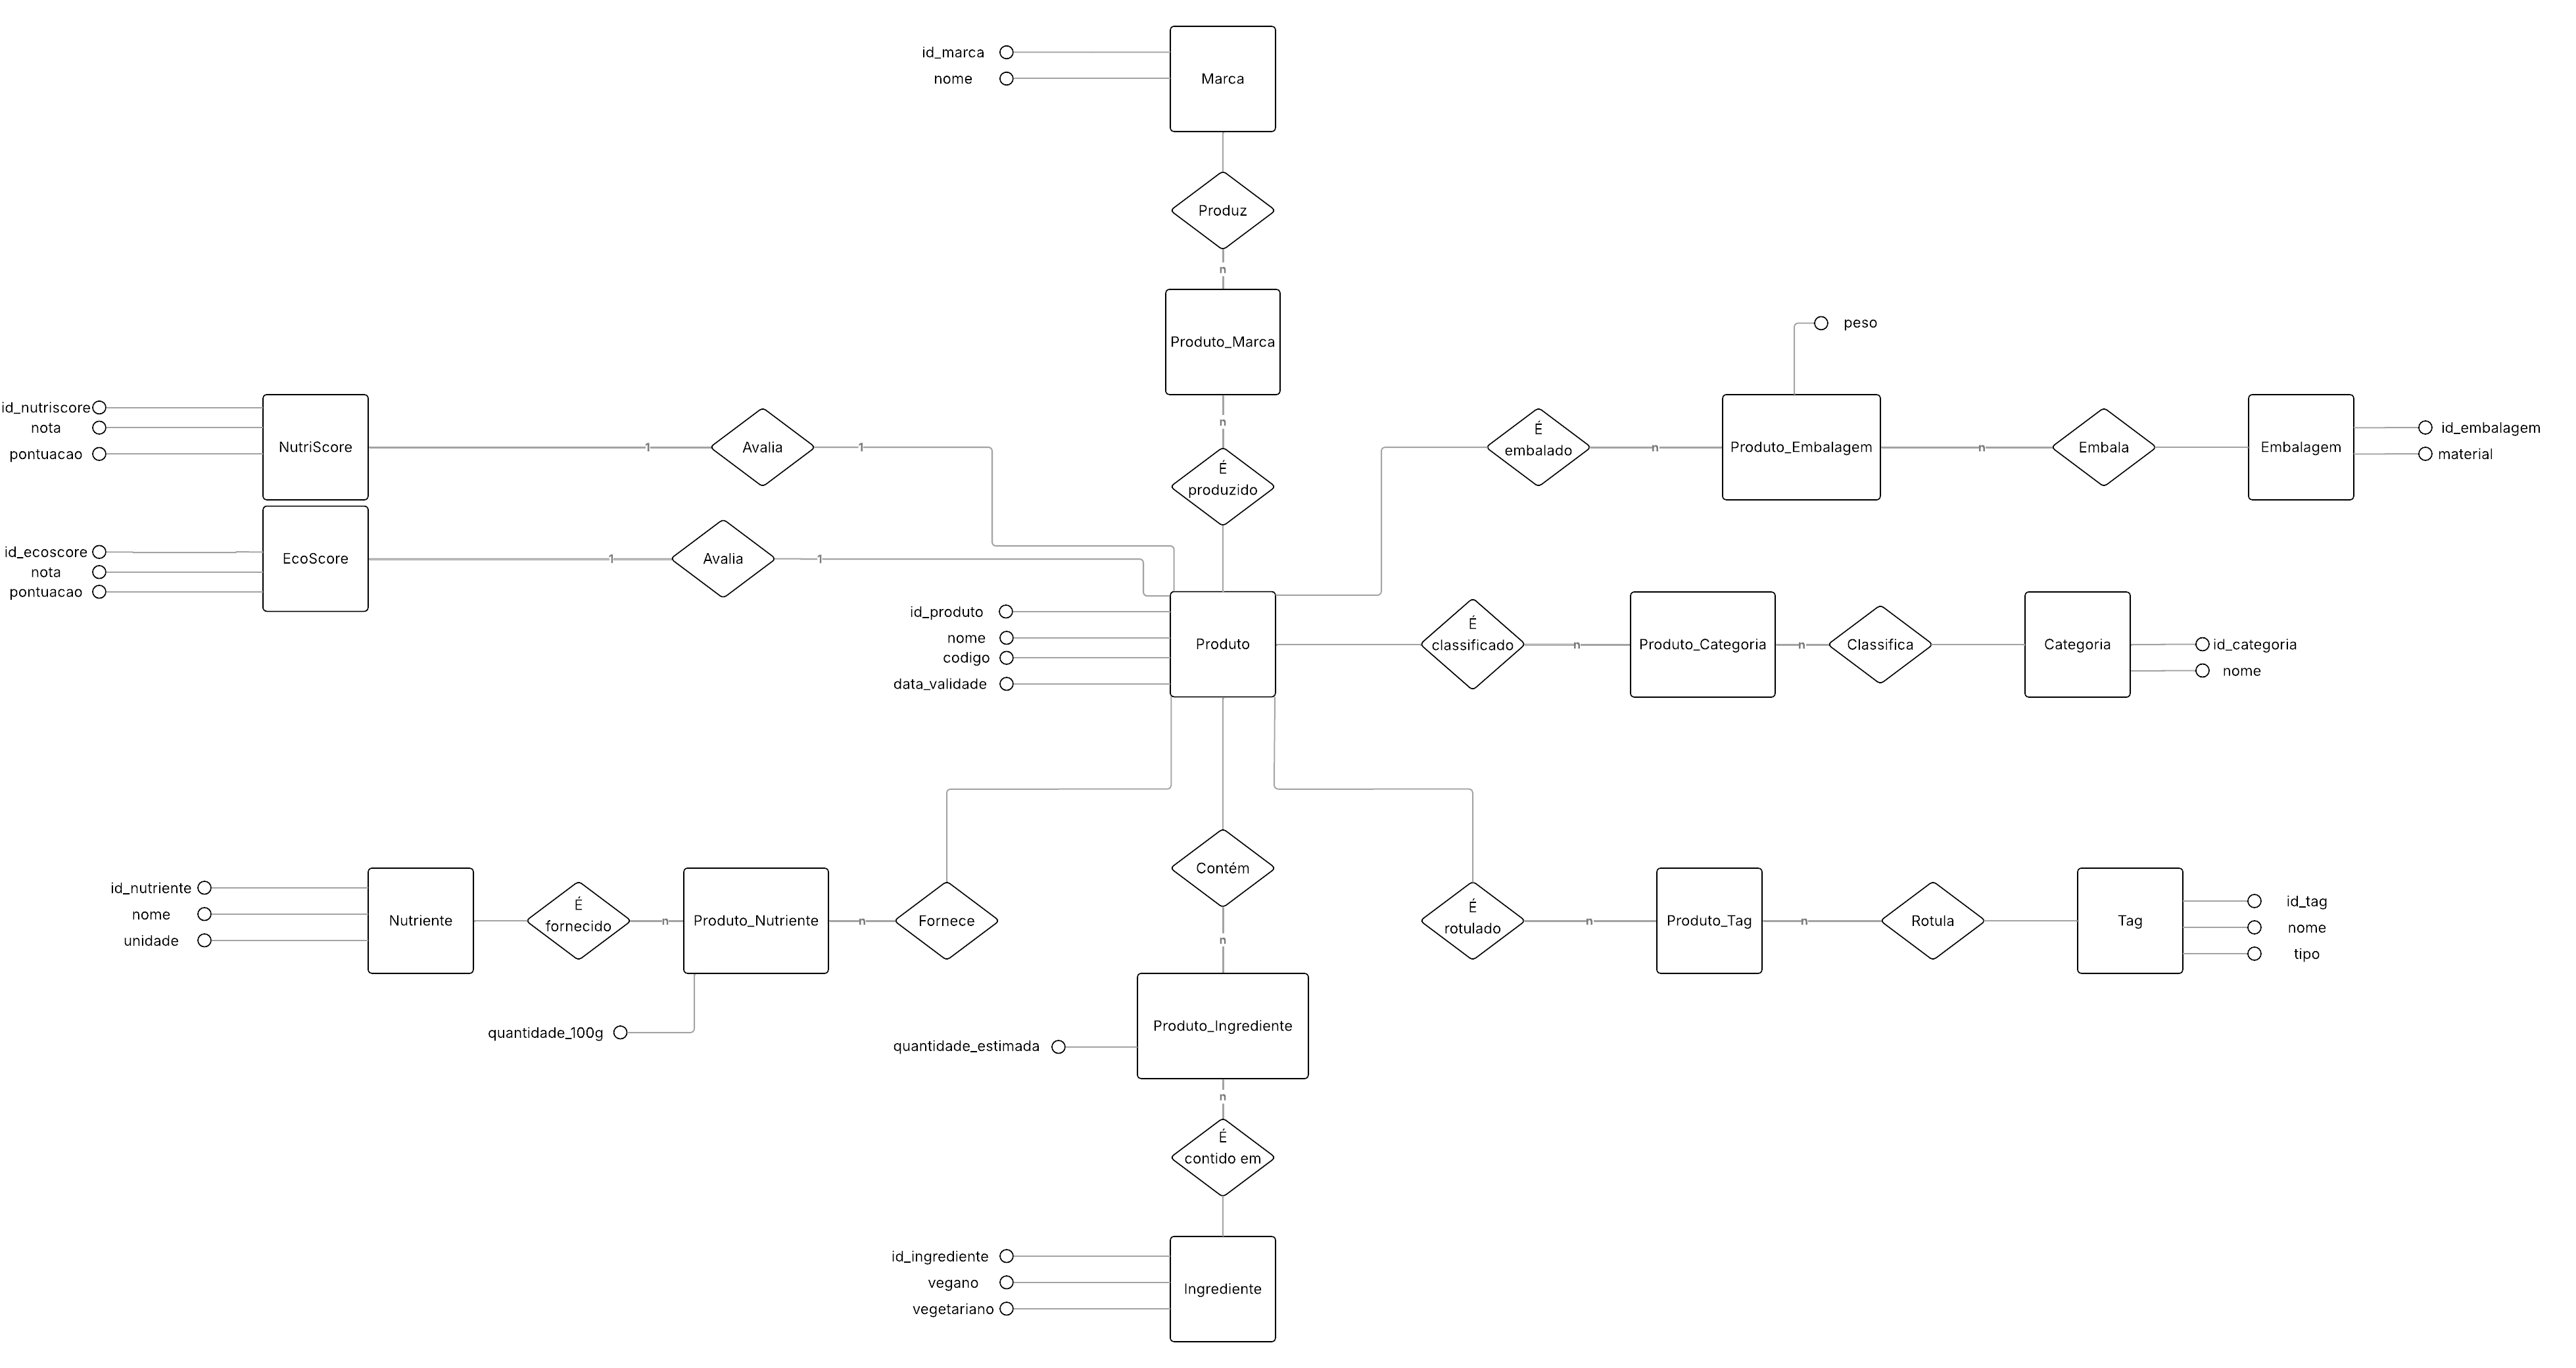 id_marca
nome
Marca
Produz
n
Produto_Marca
n
É
produzido
peso
id_nutriscore
nota
pontuacao
NutriScore
1
Avalia
1
É
embalado
n
Produto_Embalagem
n
Embala
Embalagem
id_embalagem
material
id_ecoscore
nota
pontuacao
EcoScore
1
Avalia
1
id_produto
nome
codigo
data_validade
Produto
É
classificado
n
Produto_Categoria
n
Classifica
Categoria
id_categoria
nome
id_nutriente
nome
unidade
Nutriente
É
fornecido
n
Produto_Nutriente
n
Fornece
quantidade_100g
Contém
n
É
rotulado
n
Produto_Tag
n
Rotula
Tag
id_tag
nome
tipo
Produto_Ingrediente
quantidade_estimada
n
É
contido em
id_ingrediente
vegano
vegetariano
Ingrediente